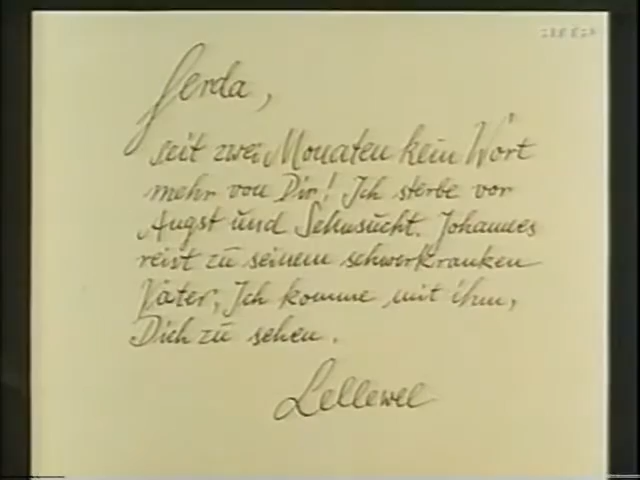 Gerda,
seit zwei Monaten kein Wort
mehr von Dir! Ich sterbe vor
Angst und Sehnsucht. Johannes
reist zu seinem schwerkranken
Vater, Ich komme mit ihm,
Dich zu sehen.
Lellewel